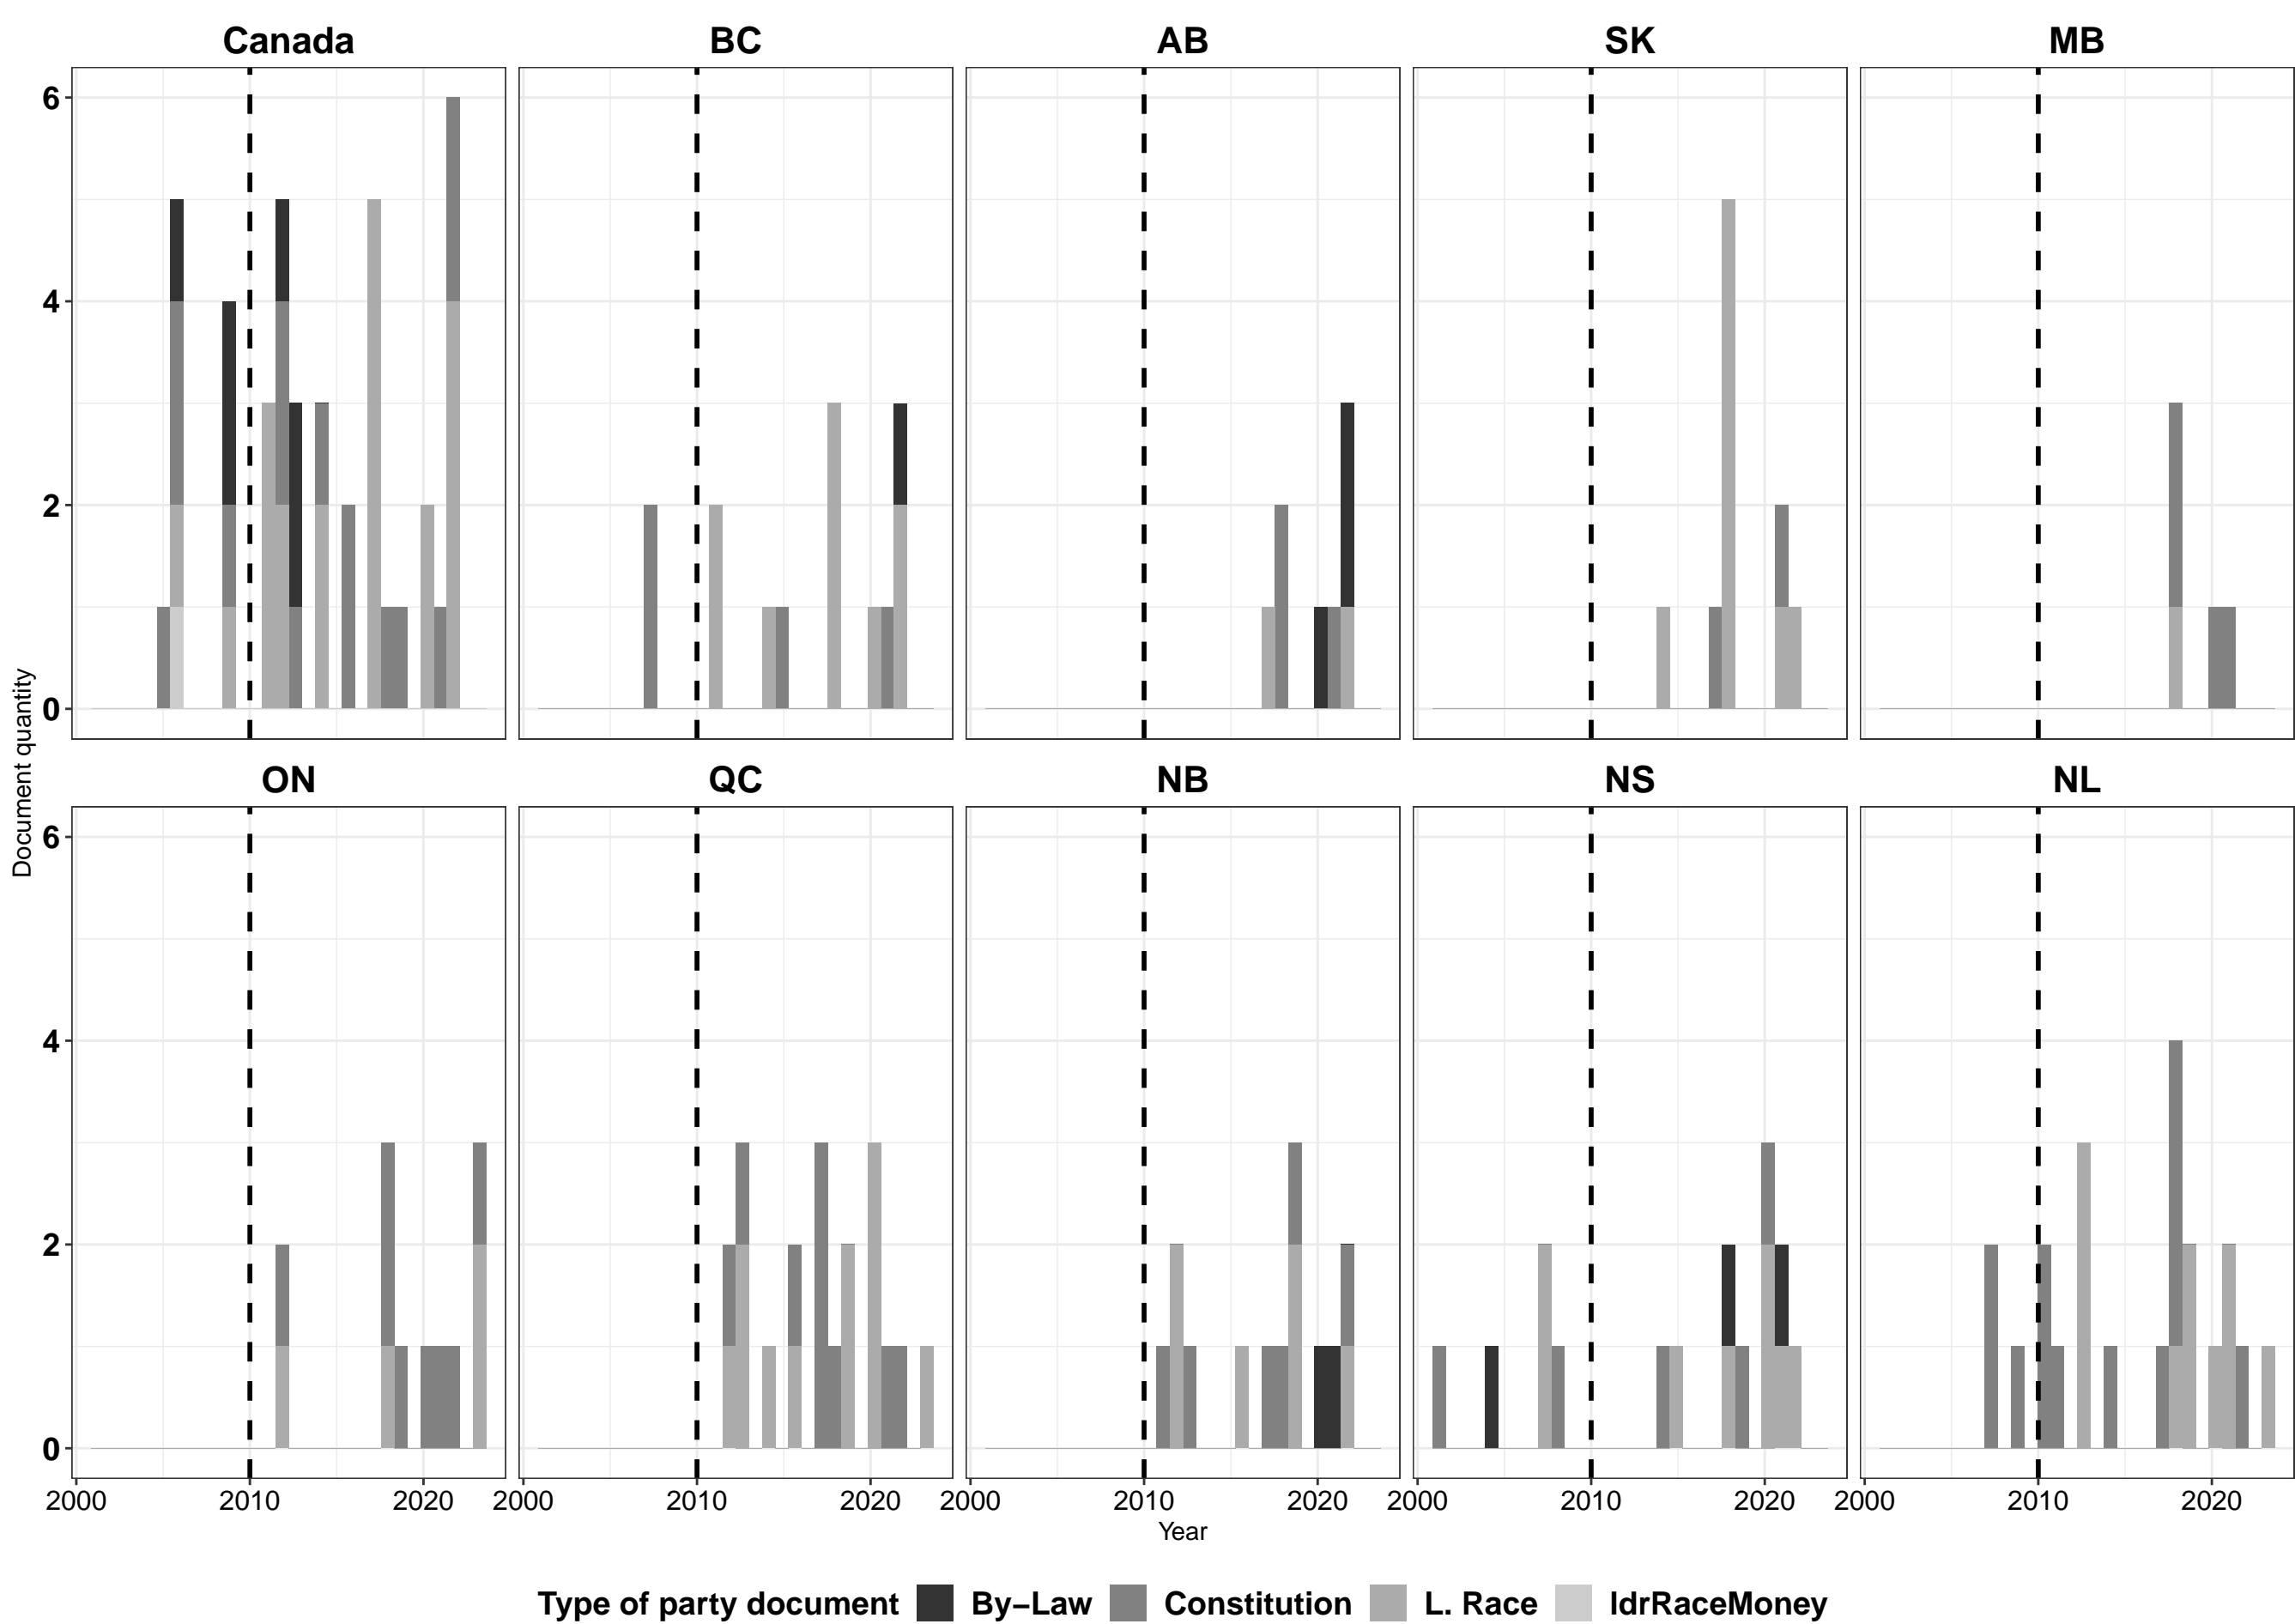 Canada BC AB SK MB
6
4
2
0
Document quantity
ON QC NB NS NL
6
4
2
0
2000 2010 2020 2000 2010 2020 2000 2010 2020 2000 2010 2020 2000 2010 2020
Year
Type of party document By−Law Constitution L. Race ldrRaceMoney